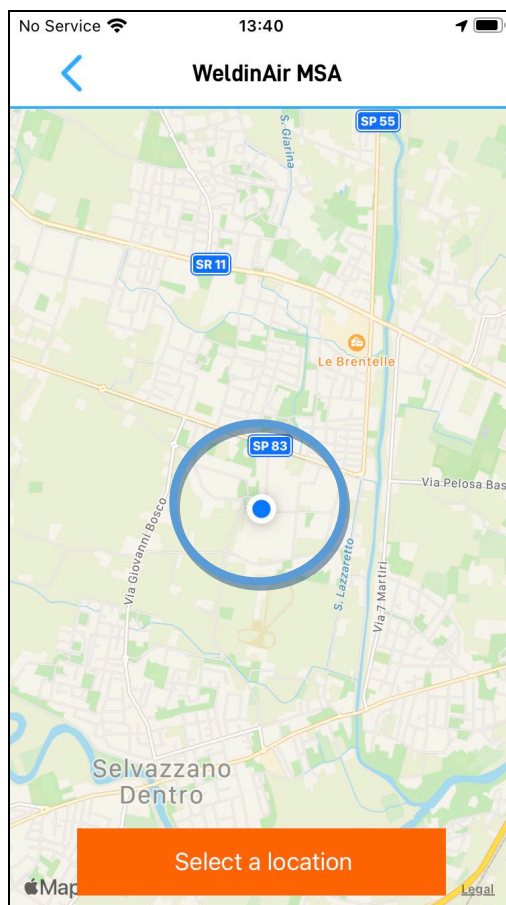 No Service 13:40
WeldinAir MSA
SP 55
S. Giarina
SR 11
Le Brentelle
SP 83
Via Pelosa Bas
Via Giovanni Bosco
S. Lazzaretto
Via 7 Martiri
Selvazzano
Dentro
Select a location
Map
Legal